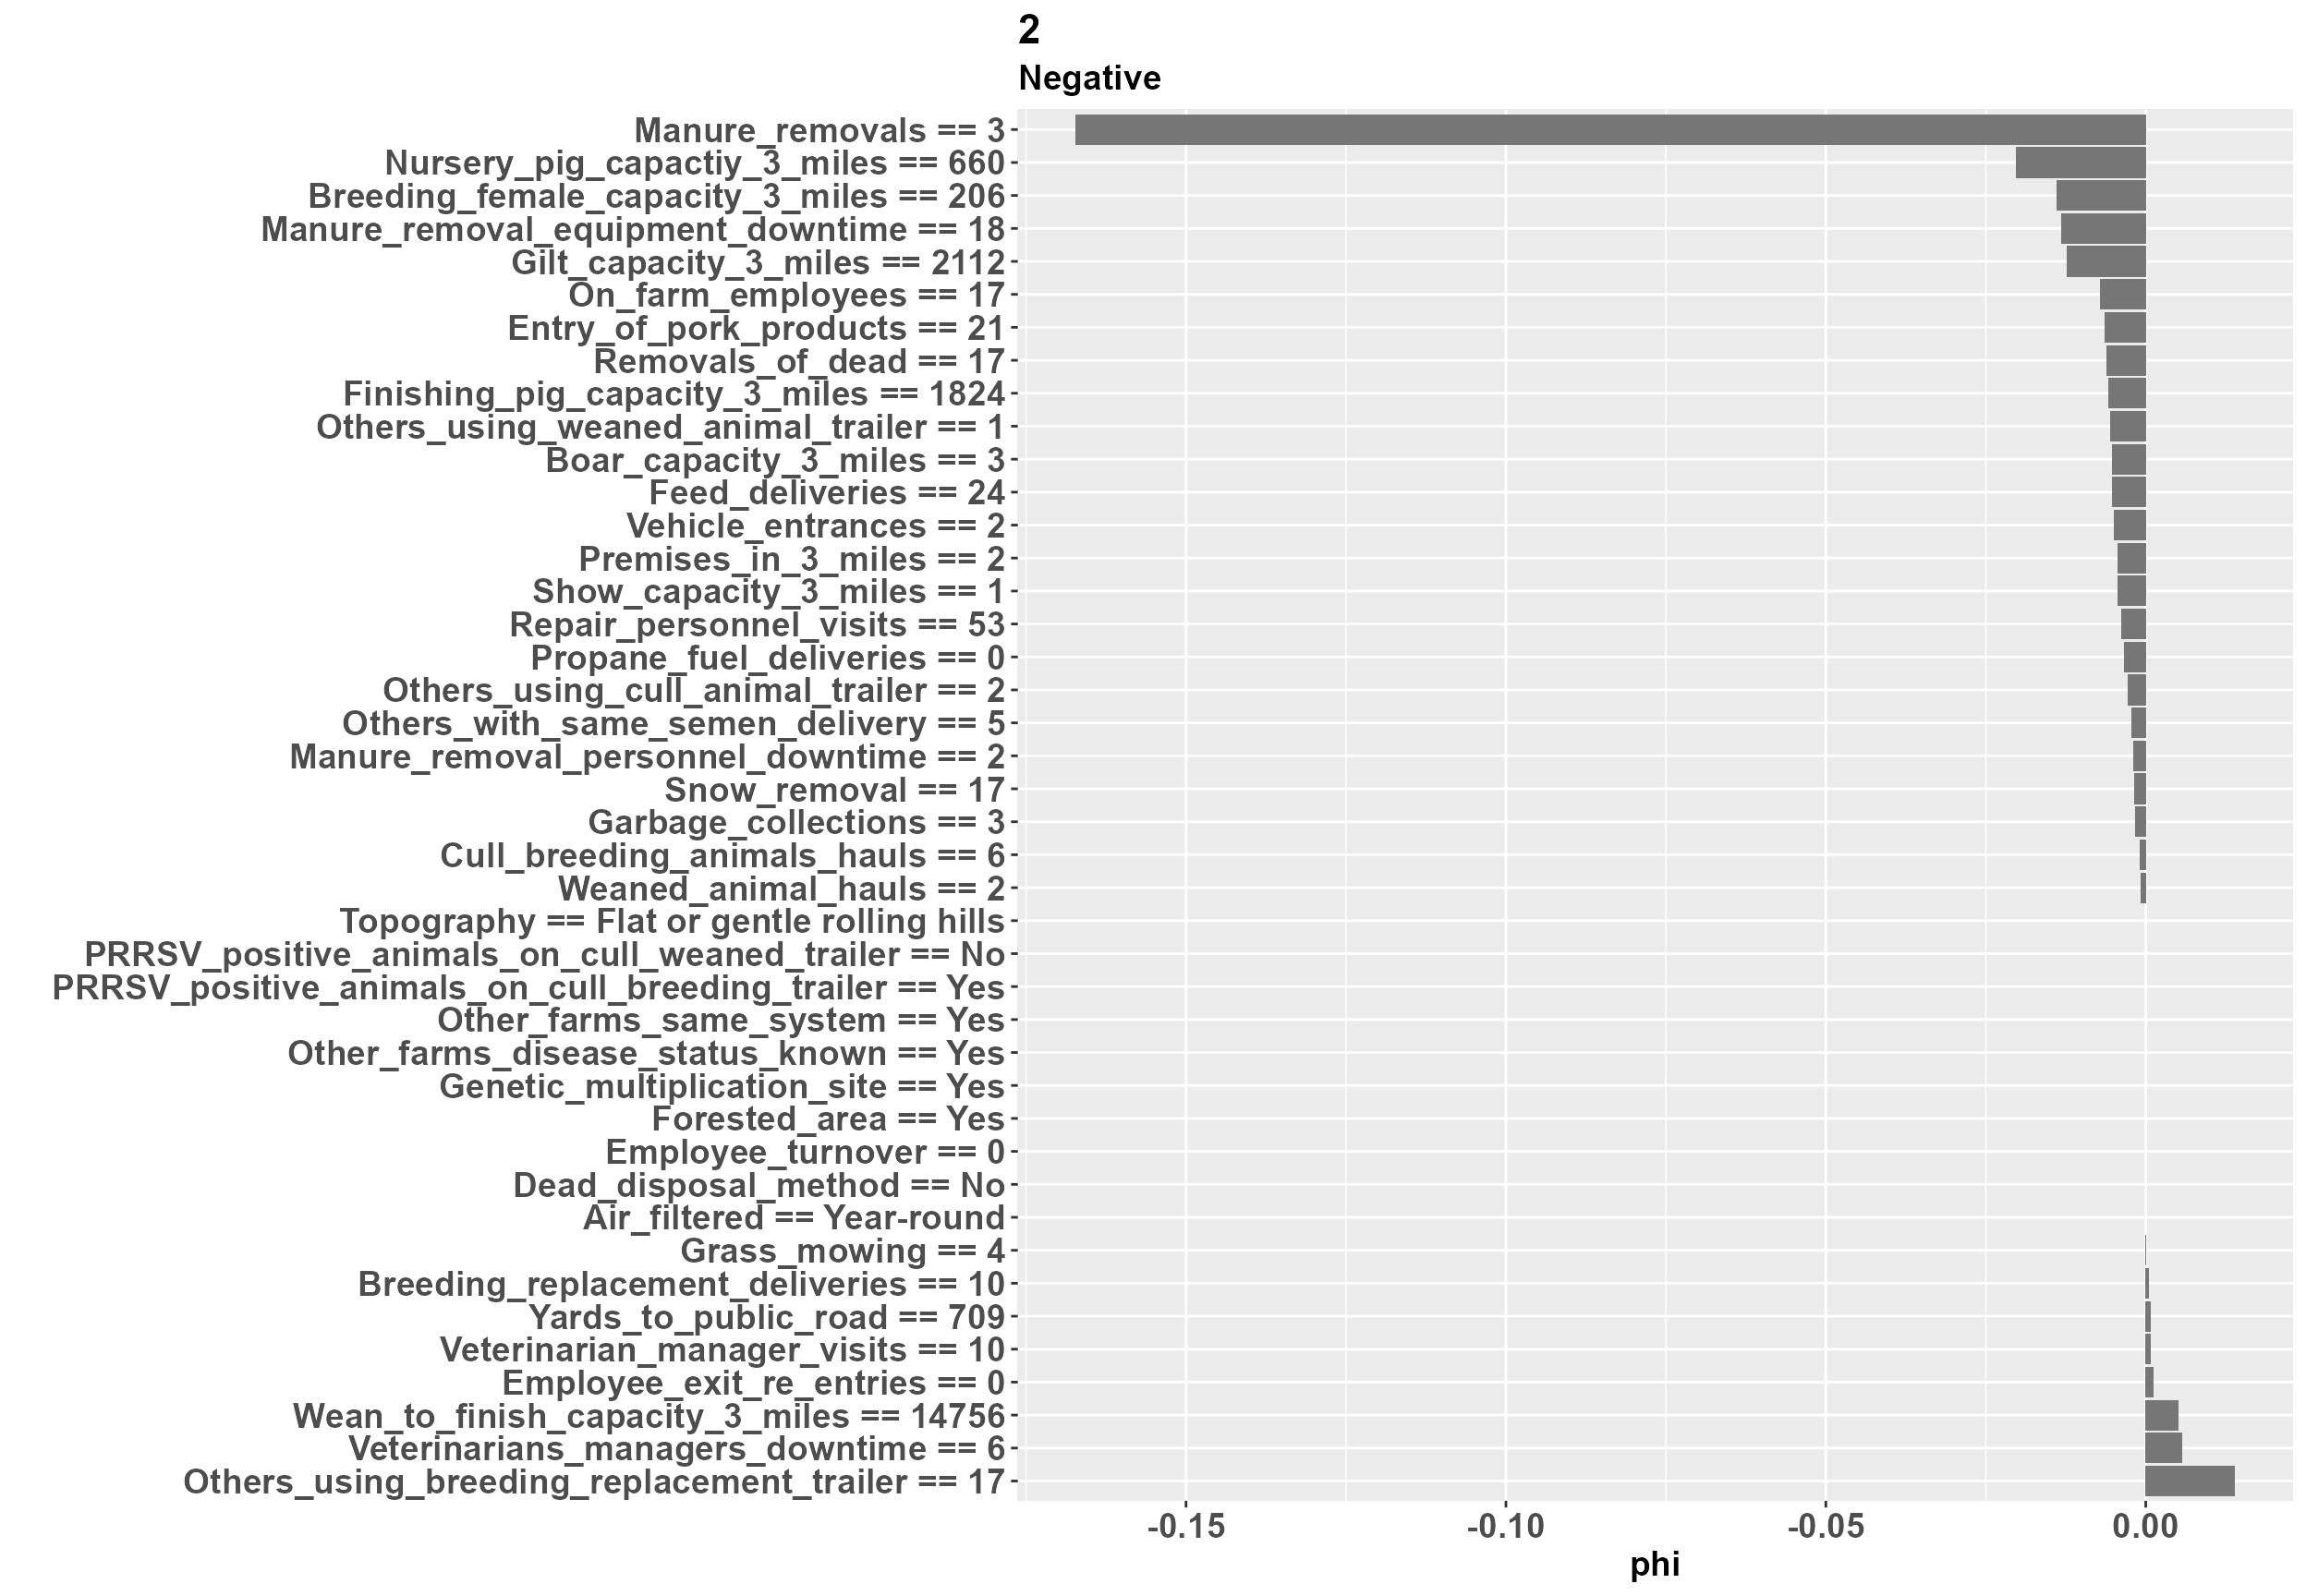 2
Negative
Manure_removals == 3
Nursery_pig_capactiy_3_miles == 660
Breeding_female_capacity_3_miles == 206
Manure_removal_equipment_downtime == 18
Gilt_capacity_3_miles == 2112
On_farm_employees == 17
Entry_of_pork_products == 21
Removals_of_dead == 17
Finishing_pig_capacity_3_miles == 1824
Others_using_weaned_animal_trailer == 1
Boar_capacity_3_miles == 3
Feed_deliveries == 24
Vehicle_entrances == 2
Premises_in_3_miles == 2
Show_capacity_3_miles == 1
Repair_personnel_visits == 53
Propane_fuel_deliveries == 0
Others_using_cull_animal_trailer == 2
Others_with_same_semen_delivery == 5
Manure_removal_personnel_downtime == 2
Snow_removal == 17
Garbage_collections == 3
Cull_breeding_animals_hauls == 6
Weaned_animal_hauls == 2
Topography == Flat or gentle rolling hills
PRRSV_positive_animals_on_cull_weaned_trailer == No
PRRSV_positive_animals_on_cull_breeding_trailer == Yes
Other_farms_same_system == Yes
Other_farms_disease_status_known == Yes
Genetic_multiplication_site == Yes
Forested_area == Yes
Employee_turnover == 0
Dead_disposal_method == No
Air_filtered == Year-round
Grass_mowing == 4
Breeding_replacement_deliveries == 10
Yards_to_public_road == 709
Veterinarian_manager_visits == 10
Employee_exit_re_entries == 0
Wean_to_finish_capacity_3_miles == 14756
Veterinarians_managers_downtime == 6
Others_using_breeding_replacement_trailer == 17
-0.15 -0.10 -0.05 0.00
phi